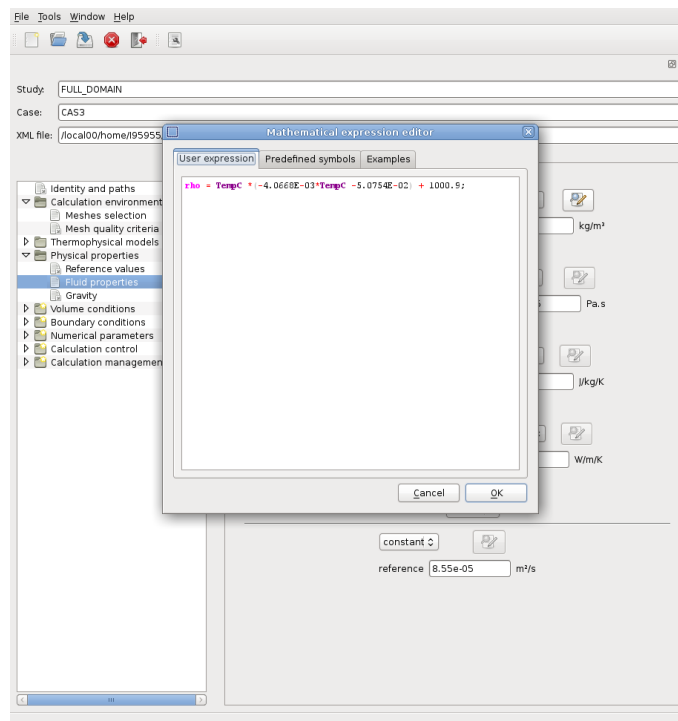 File Tools Window Help
Study: FULL_DOMAIN
Case: CAS3
XML file: /local00/home/I95955
Mathematical expression editor
User expression Predefined symbols Examples
rho = TempC *(-4.0668E-03*TempC -5.0754E-02) + 1000.9;
Identity and paths
Calculation environment
Meshes selection
Mesh quality criteria
Thermophysical models
Physical properties
Reference values
Fluid properties
Gravity
Volume conditions
Boundary conditions
Numerical parameters
Calculation control
Calculation managemen
kg/m³
Pa.s
J/kg/K
W/m/K
Cancel OK
constant
reference 8.55e-05 m²/s